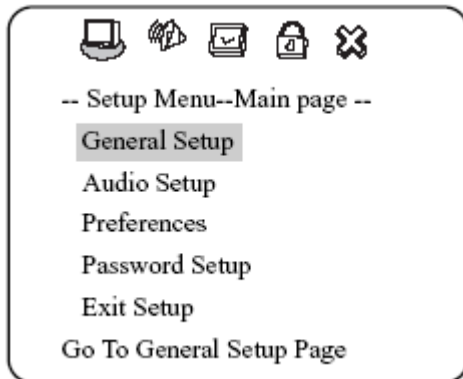 -- Setup Menu--Main page --
General Setup
Audio Setup
Preferences
Password Setup
Exit Setup
Go To General Setup Page